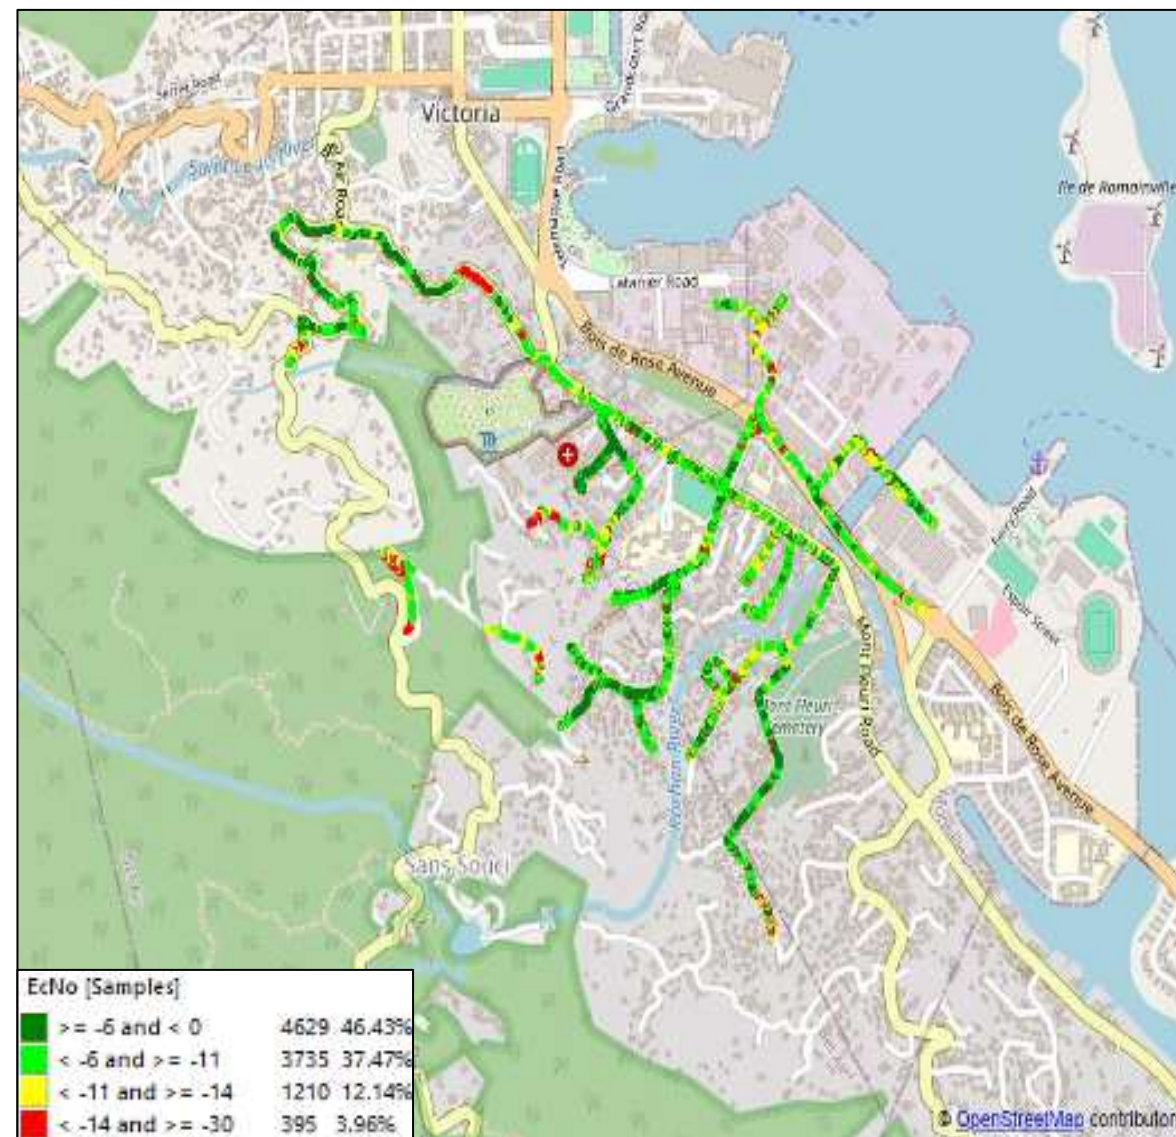 Victoria
Ile de Romainville
Latanier Road
Bois de Rose Avenue
Mont Fleuri Road
Mont Fleuri
Cemetery
Bois de Rose Avenue
Sans Souci
EcNo [Samples]
>= -6 and < 0 4629 46.43%
< -6 and >= -11 3735 37.47%
< -11 and >= -14 1210 12.14%
< -14 and >= -30 395 3.96%
© OpenStreetMap contributor